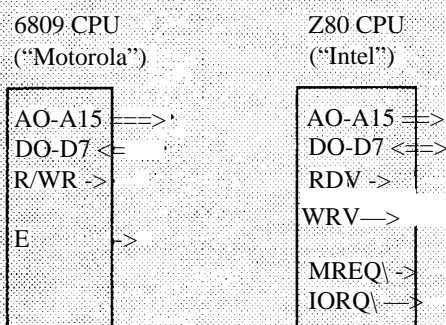 6809 CPU
("Motorola")
AO-A15 ===>
DO-D7 <=
R/WR ->
E ->
Z80 CPU
("Intel")
AO-A15 ==>
DO-D7 <==>
RDV ->
WRV—>
MREQ\ ->
IORQ\ —>